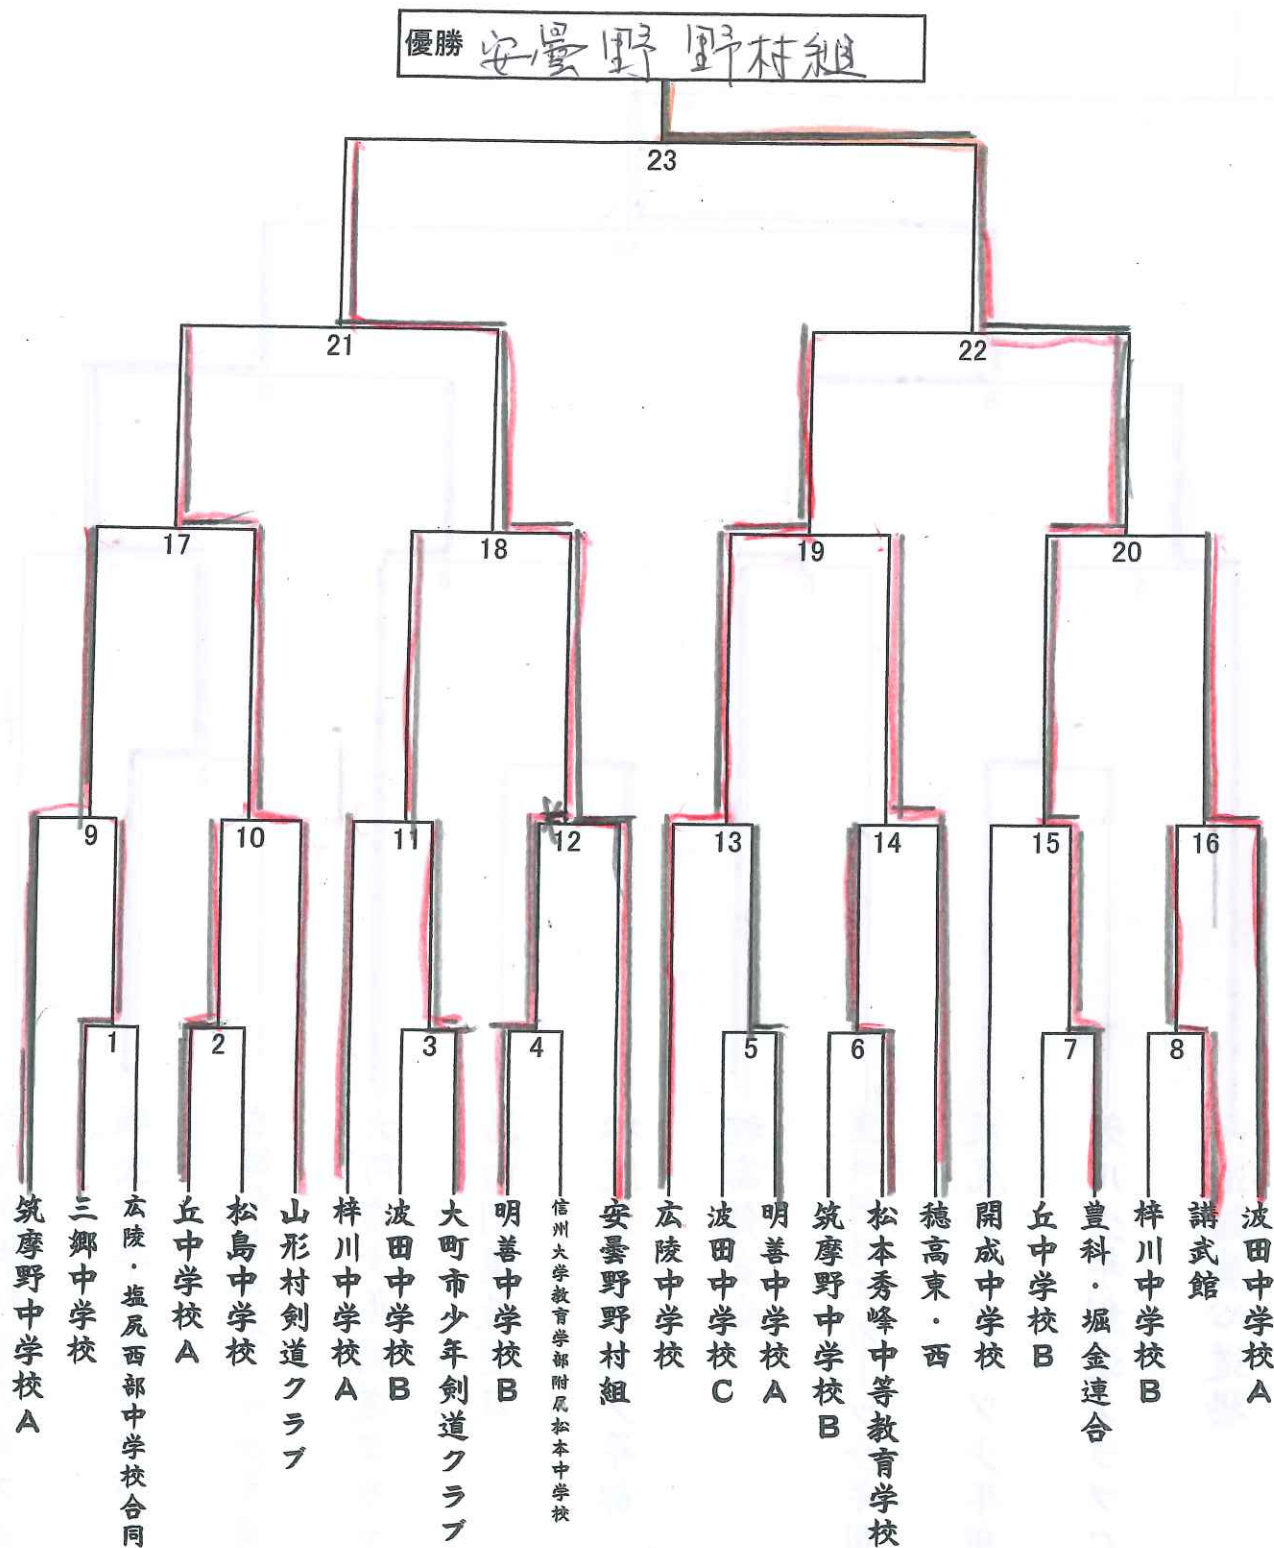 優勝 安曇野 野村組
23
21
22
17
18
19
20
9
10
11
12
13
14
15
16
1
2
3
4
5
6
7
8
筑摩野中学校A
三郷中学校
広陵・塩尻西部中学校合同
丘中学校A
松島中学校
山形村剣道クラブ
梓川中学校A
波田中学校B
大町市少年剣道クラブ
明善中学校B
信州大学教育学部附属松本中学校
安曇野野村組
広陵中学校
波田中学校C
明善中学校A
筑摩野中学校B
松本秀峰中等教育学校
穂高東・西
開成中学校
丘中学校B
豊科・堀金連合
梓川中学校B
講武館
波田中学校A